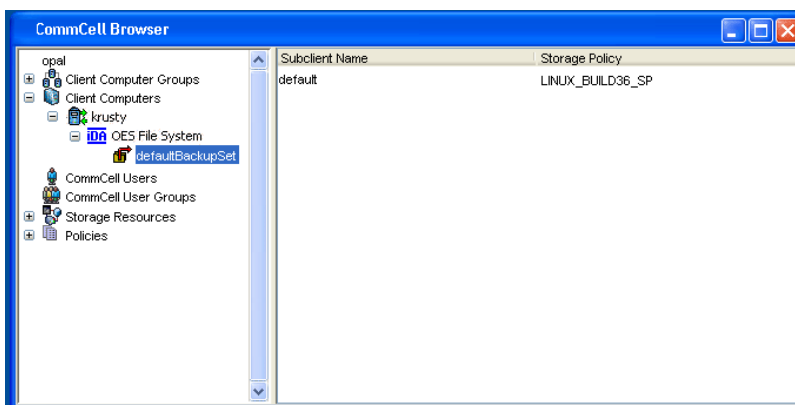 CommCell Browser
opal
Client Computer Groups
Client Computers
krusty
iDA OES File System
defaultBackupSet
CommCell Users
CommCell User Groups
Storage Resources
Policies
Subclient Name Storage Policy
default LINUX_BUILD36_SP